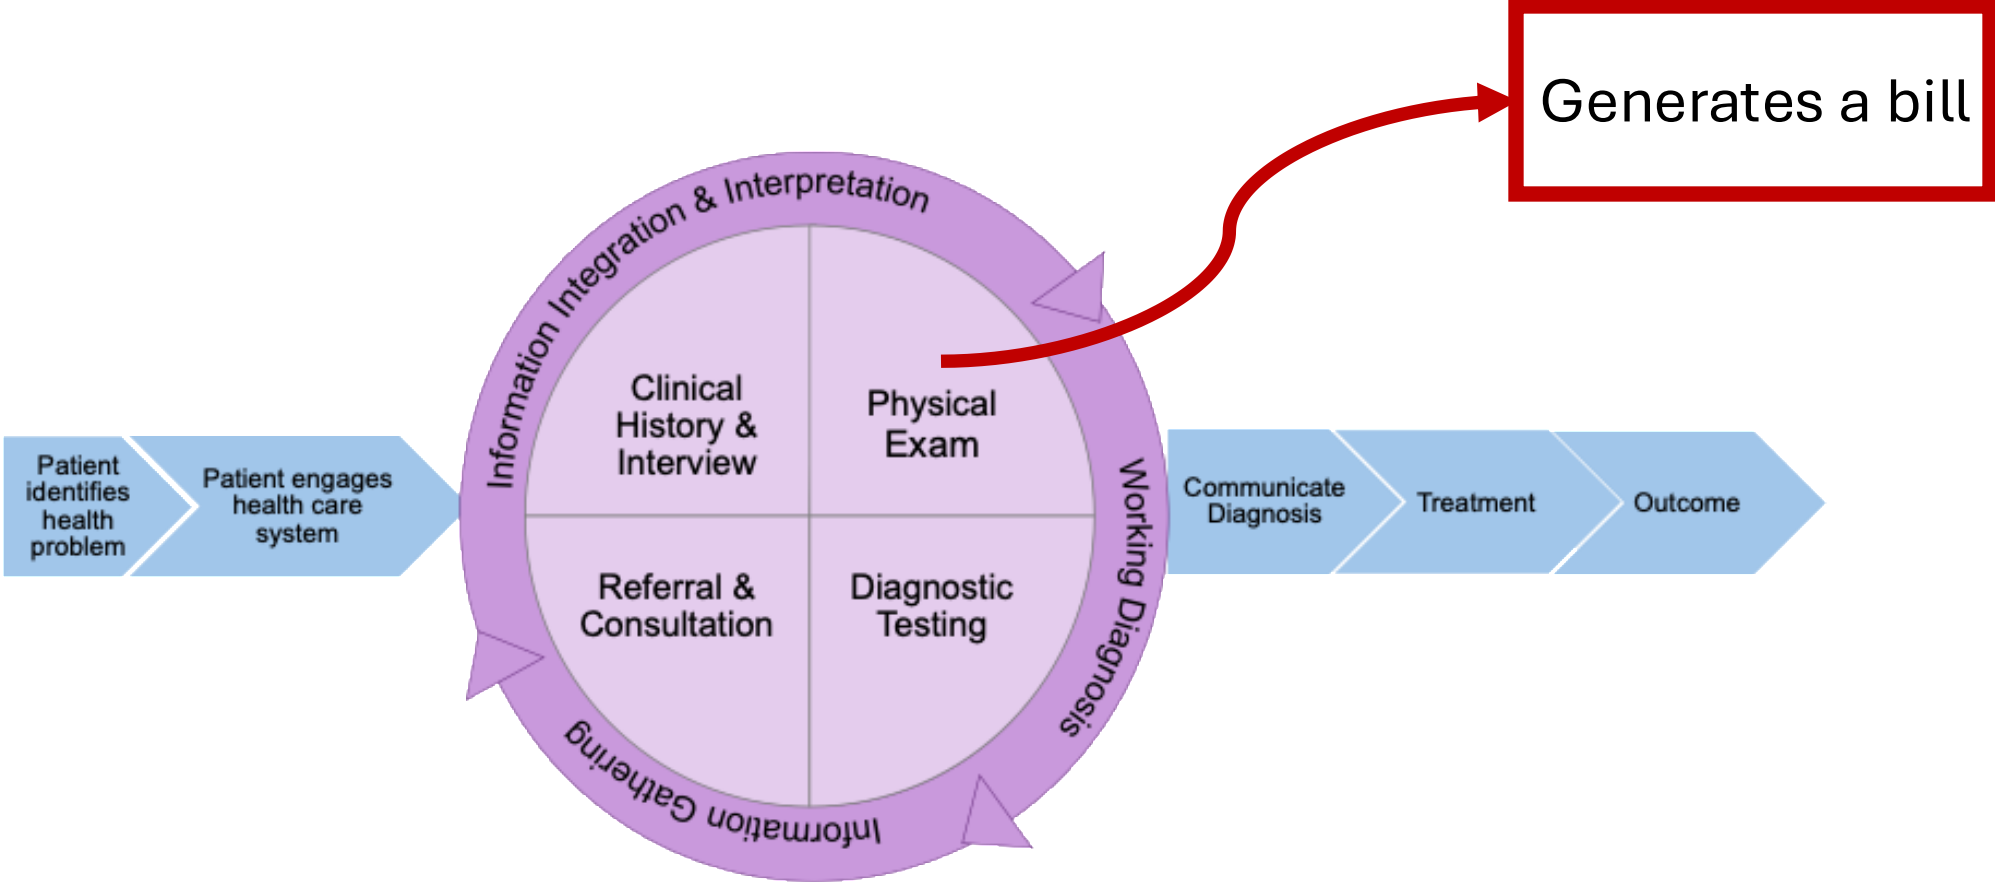 Generates a bill
Information Integration & Interpretation
Clinical
History &
Interview
Physical
Exam
Patient
identifies
health
problem
Patient engages
health care
system
Working Diagnosis
Communicate
Diagnosis
Treatment
Outcome
Referral &
Consultation
Diagnostic
Testing
Information Gathering